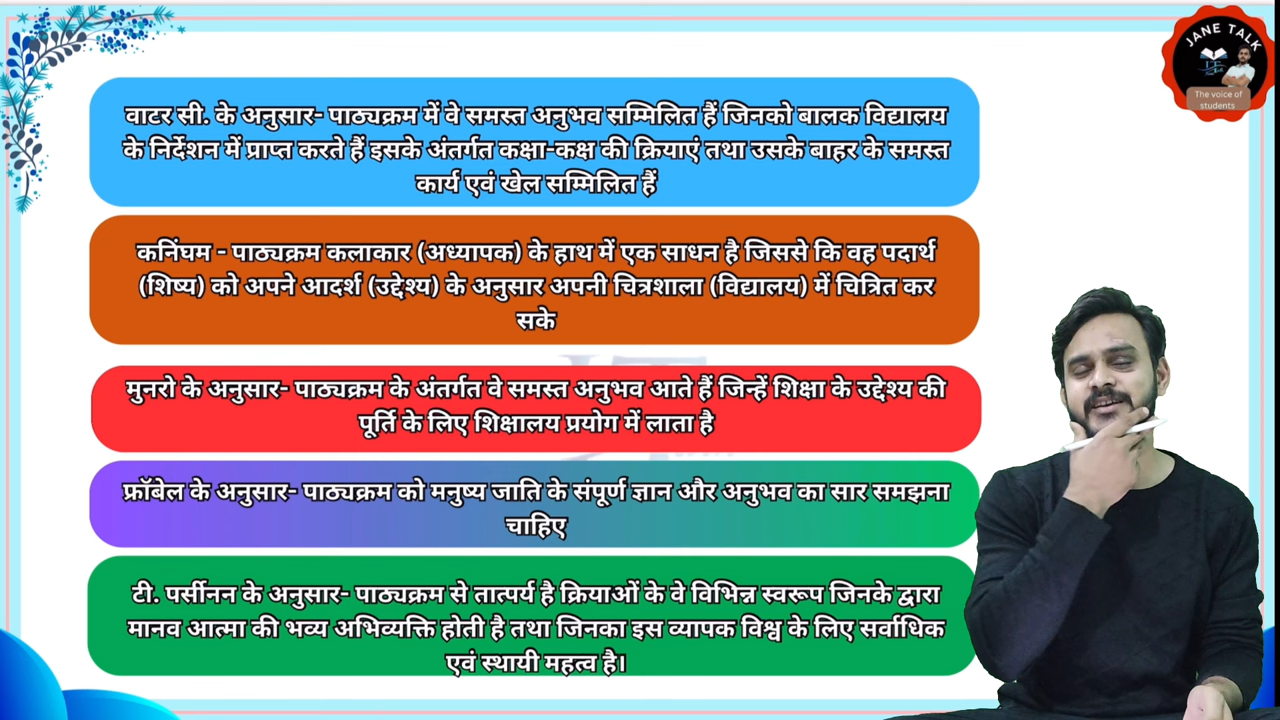 JANE TALK
The voice of
students
वाटर सी. के अनुसार- पाठ्यक्रम में वे समस्त अनुभव सम्मिलित हैं जिनको बालक विद्यालय
के निर्देशन में प्राप्त करते हैं इसके अंतर्गत कक्षा-कक्ष की क्रियाएं तथा उसके बाहर के समस्त
कार्य एवं खेल सम्मिलित हैं
कनिंघम - पाठ्यक्रम कलाकार (अध्यापक) के हाथ में एक साधन है जिससे कि वह पदार्थ
(शिष्य) को अपने आदर्श (उद्देश्य) के अनुसार अपनी चित्रशाला (विद्यालय) में चित्रित कर
सके
मुनरो के अनुसार- पाठ्यक्रम के अंतर्गत वे समस्त अनुभव आते हैं जिन्हें शिक्षा के उद्देश्य की
पूर्ति के लिए शिक्षालय प्रयोग में लाता है
फ्रॉबेल के अनुसार- पाठ्यक्रम को मनुष्य जाति के संपूर्ण ज्ञान और अनुभव का सार समझना
चाहिए
टी. पर्सीनन के अनुसार- पाठ्यक्रम से तात्पर्य है क्रियाओं के वे विभिन्न स्वरूप जिनके द्वारा
मानव आत्मा की भव्य अभिव्यक्ति होती है तथा जिनका इस व्यापक विश्व के लिए सर्वाधिक
एवं स्थायी महत्व है।